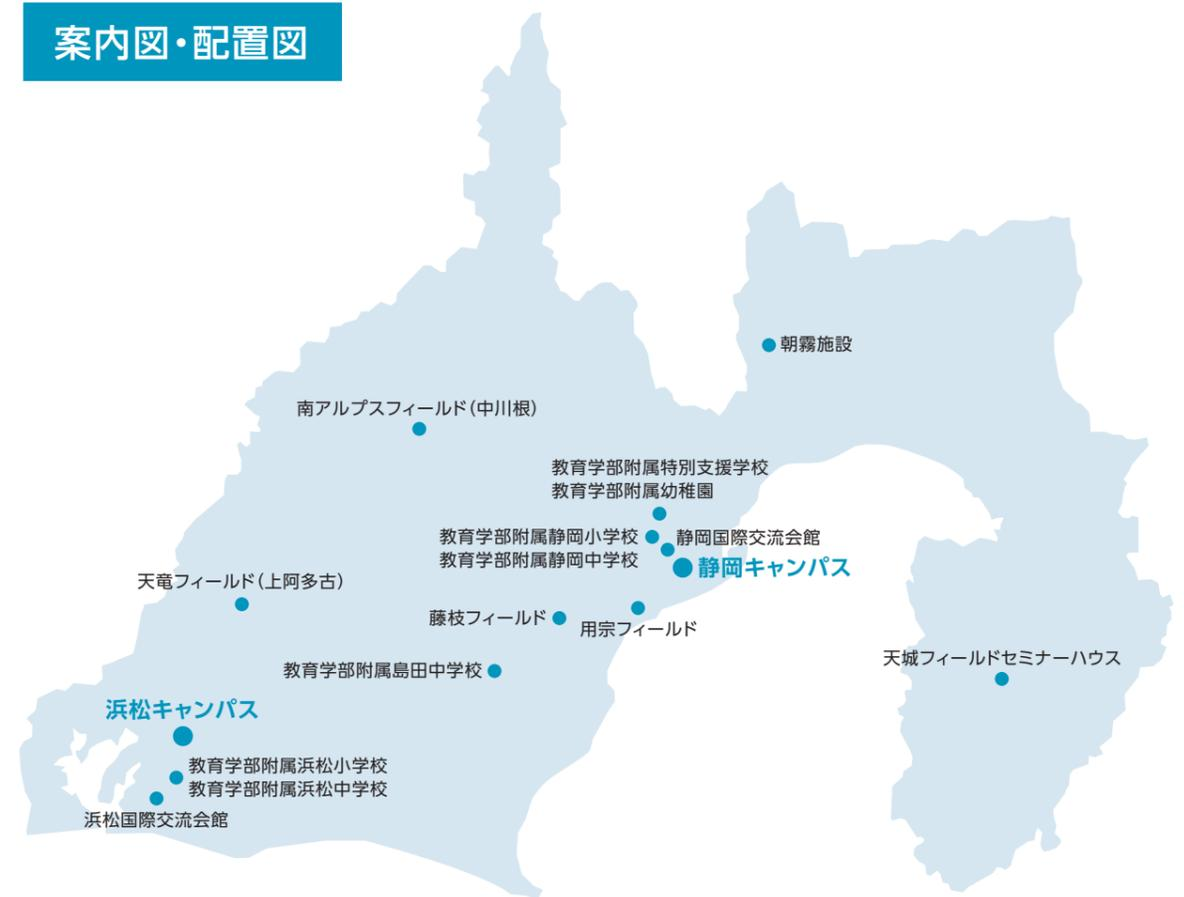 案内図・配置図
朝霧施設
南アルプスフィールド（中川根）
教育学部附属特別支援学校
教育学部附属幼稚園
教育学部附属静岡小学校
教育学部附属静岡中学校
静岡国際交流会館
静岡キャンパス
天竜フィールド（上阿多古）
藤枝フィールド
用宗フィールド
天城フィールドセミナーハウス
教育学部附属島田中学校
浜松キャンパス
教育学部附属浜松小学校
教育学部附属浜松中学校
浜松国際交流会館